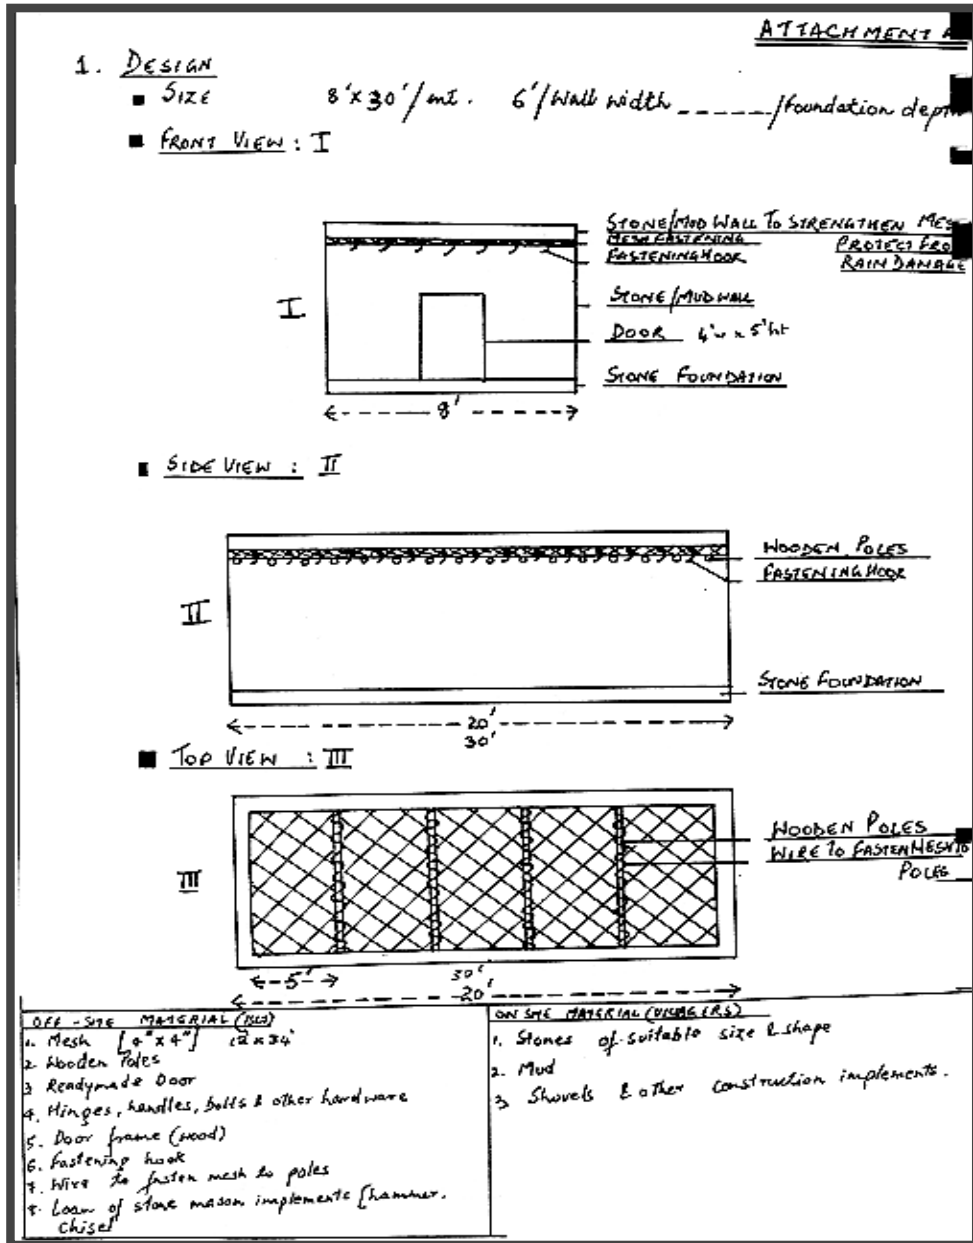 ATTACHMENT
1. DESIGN
■ SIZE 8'x30'/mt. 6'/Wall width ------/foundation depth
■ FRONT VIEW: I
STONE/MUD WALL TO STRENGTHEN MESH
MESH FASTENING PROTECT FROM
FASTENING HOOK RAIN DAMAGE
I
STONE/MUD WALL
DOOR 4'w x 5'ht
STONE FOUNDATION
8'
■ SIDE VIEW: II
WOODEN POLES
FASTENING HOOK
II
STONE FOUNDATION
20'
30'
■ TOP VIEW: III
WOODEN POLES
WIRE TO FASTEN MESH TO
POLES
III
5'
30'
20'
OFF-SITE MATERIAL
1. Mesh [4"x4"] 12x34'
2. Wooden Poles
3 Readymade Door
4. Hinges, handles, bolts & other hardware
5. Door frame (wood)
6. Fastening hook
7. Wire to fasten mesh to poles
8. Loan of stone mason implements [hammer,
chisel
ON SITE MATERIAL (VILLAGERS)
1. Stones of suitable size & shape
2. Mud
3 Shovels & other construction implements.